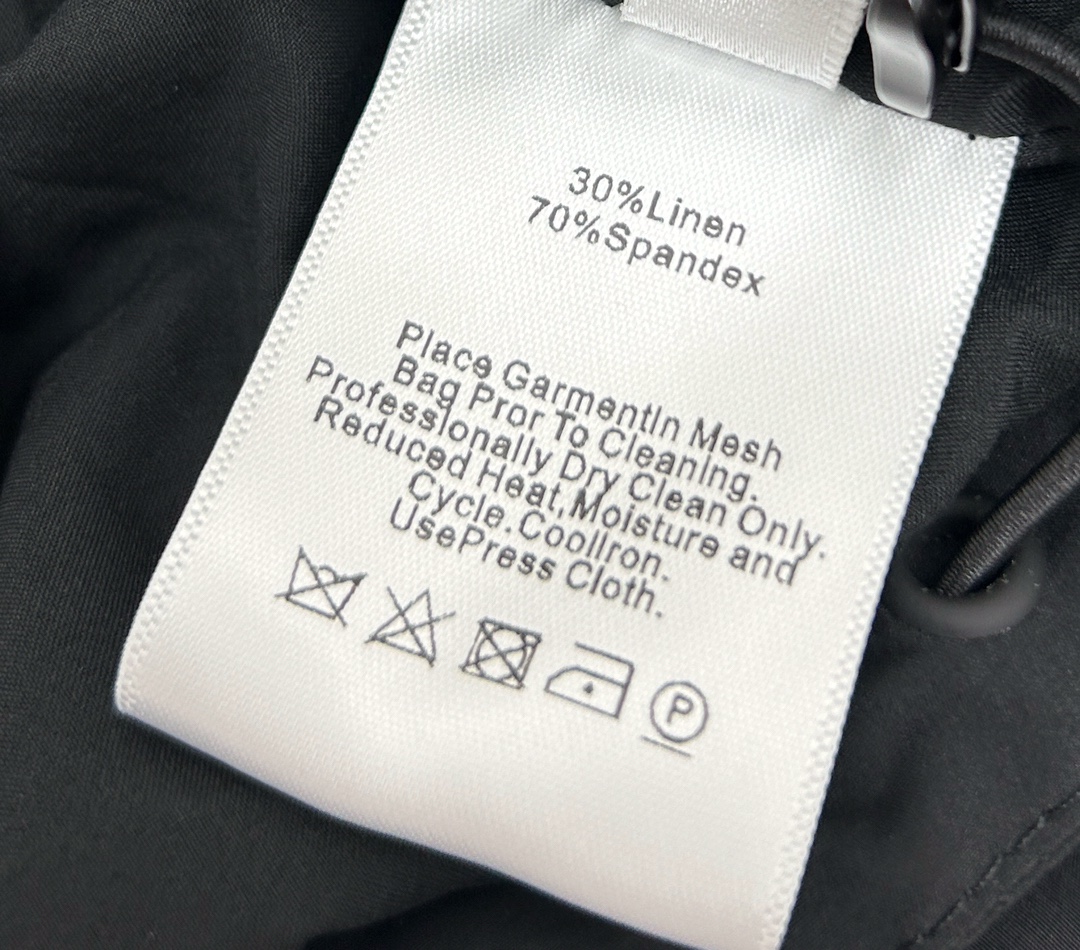 30%Linen
70%Spandex
Place GarmentIn Mesh
Bag Pror To Cleaning.
Professionally Dry Clean Only.
Reduced Heat,Moisture and
Cycle.CoolIron.
UsePress Cloth.
P